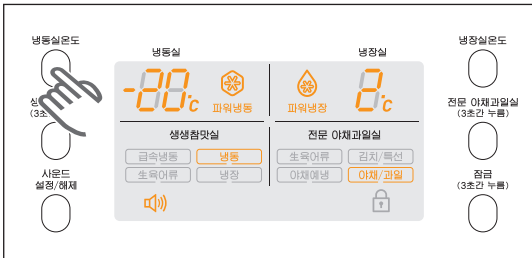 냉동실온도
냉동실
냉장실
냉장실온도
-20°C
파워냉동
파워냉장
2°C
(3초
전문 야채과일실
(3초간 누름)
생생참맛실
전문 야채과일실
급속냉동
냉동
생육어류
김치/특선
생육어류
냉장
야채예냉
야채/과일
사운드
설정/해제
잠금
(3초간 누름)